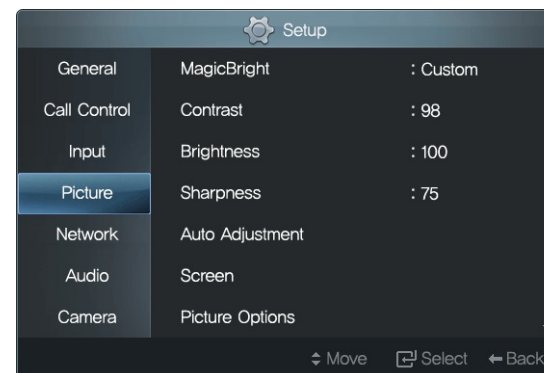 Setup
General
MagicBright : Custom
Call Control
Contrast : 98
Input
Brightness : 100
Picture
Sharpness : 75
Network
Auto Adjustment
Audio
Screen
Camera
Picture Options
Move Select Back